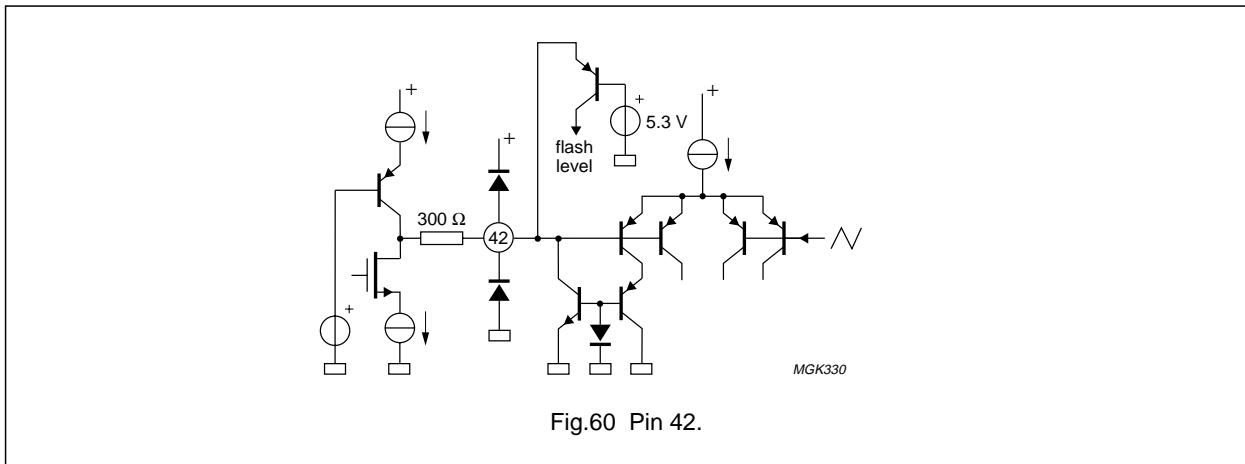 +
+
+
5.3 V
flash
level
+
+
300 Ω
42
+
MGK330
Fig.60 Pin 42.